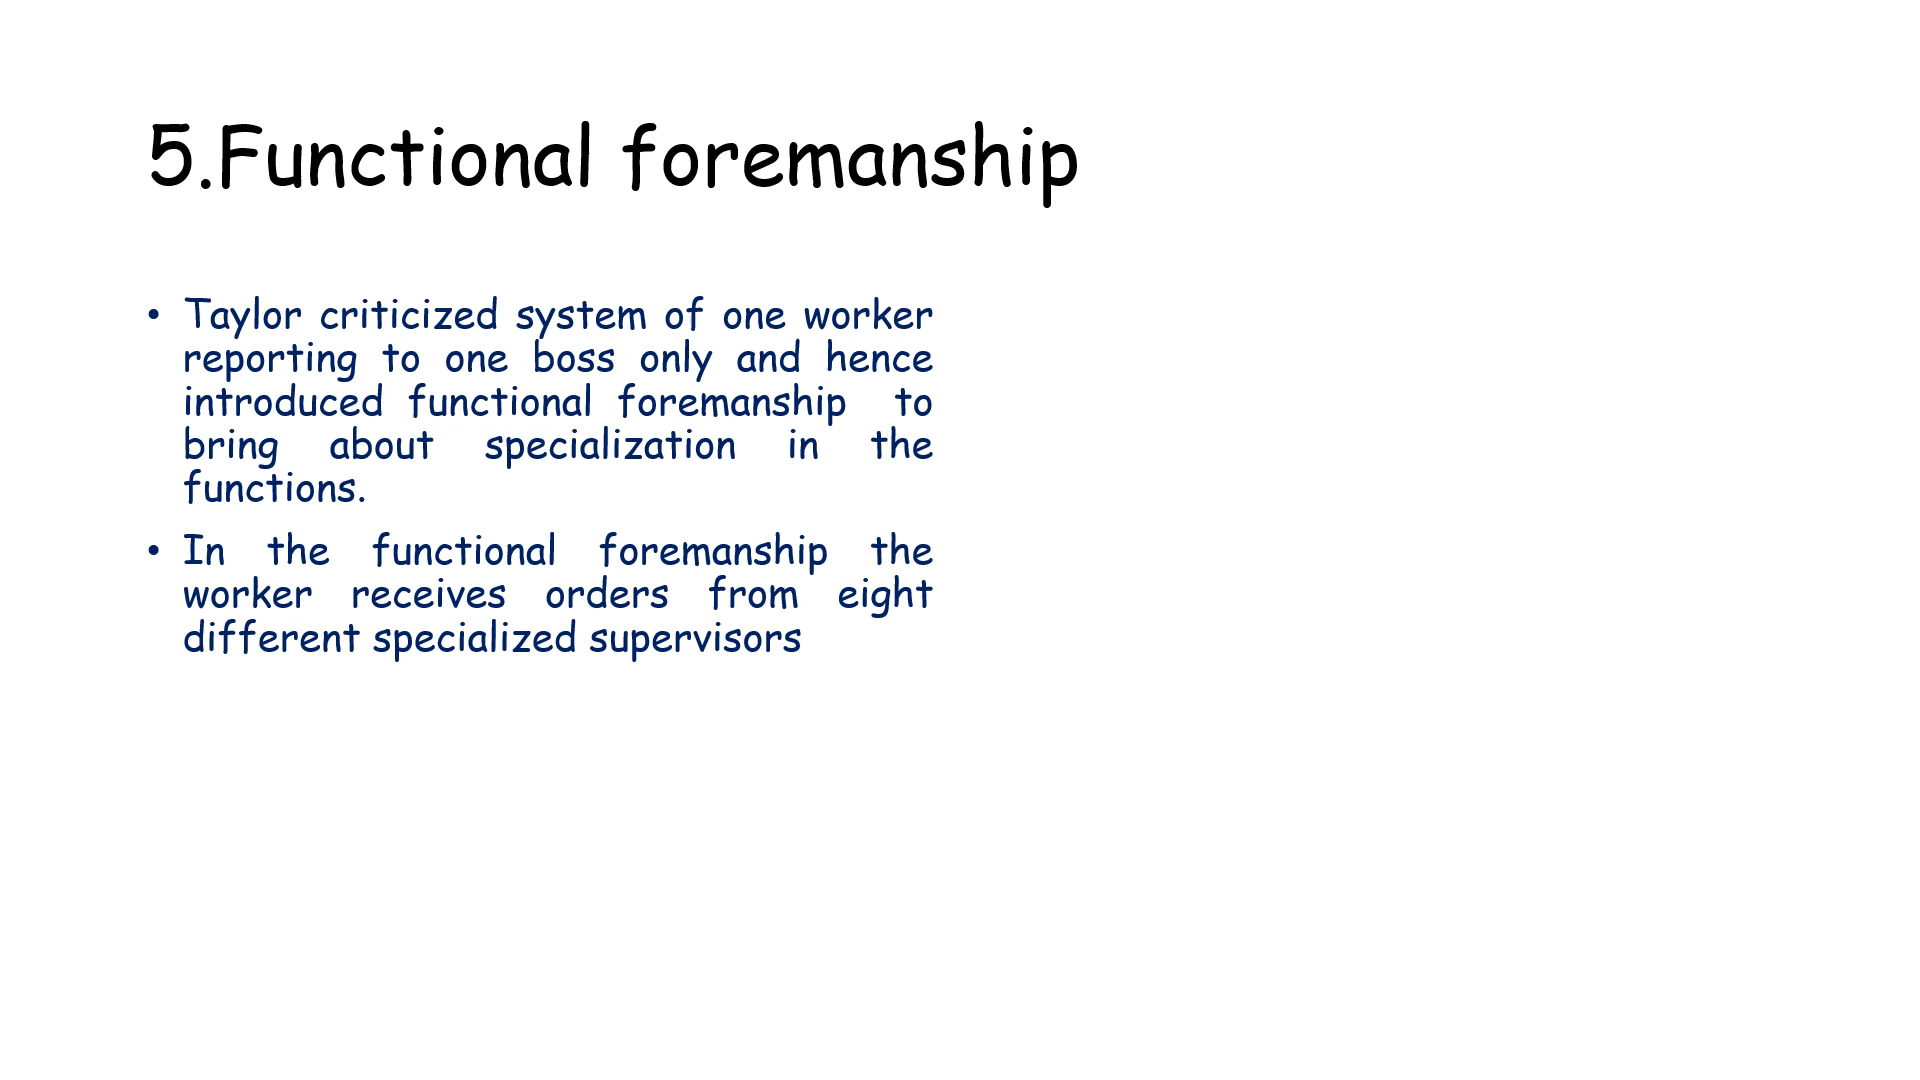 5.Functional foremanship
• Taylor criticized system of one worker
reporting to one boss only and hence
introduced functional foremanship to
bring about specialization in the
functions.
• In the functional foremanship the
worker receives orders from eight
different specialized supervisors